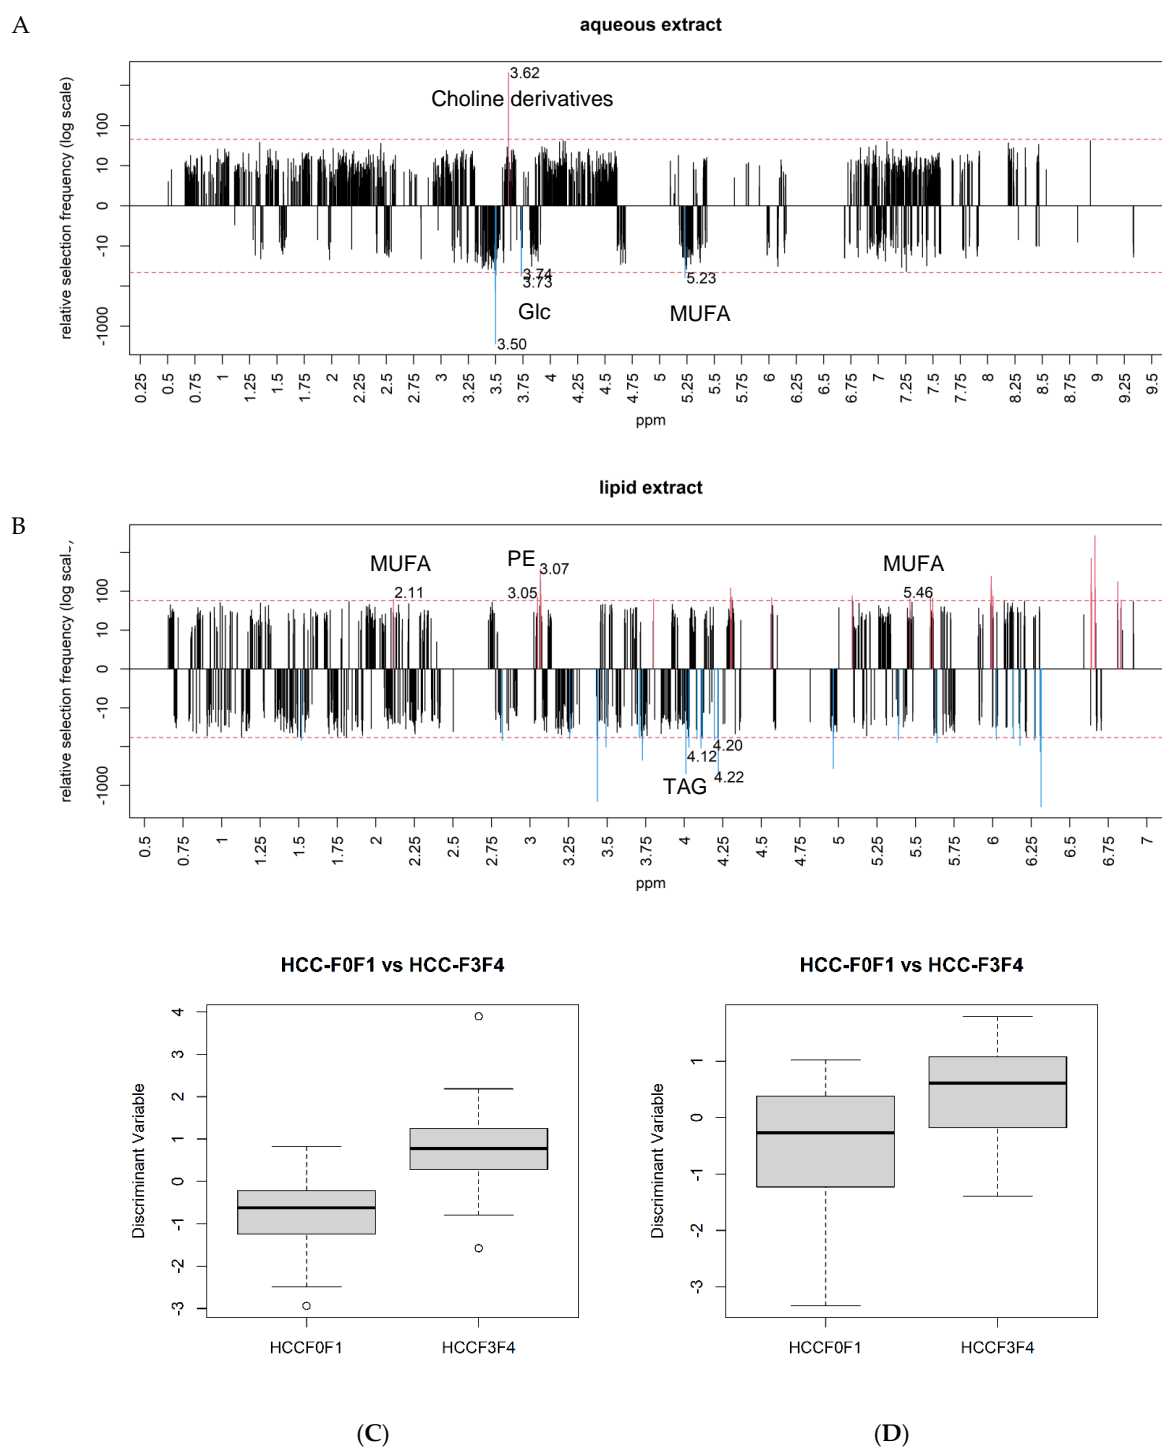 A
aqueous extract
relative selection frequency (log scale)
100
10
0
-10
-1000
3.62
Choline derivatives
3.74
3.73
5.23
Glc
MUFA
3.50
0.25 0.5 0.75 1 1.25 1.5 1.75 2 2.25 2.5 2.75 3 3.25 3.5 3.75 4 4.25 4.5 4.75 5 5.25 5.5 5.75 6 6.25 6.5 6.75 7 7.25 7.5 7.75 8 8.25 8.5 8.75 9 9.25 9.5
ppm
lipid extract
B
relative selection frequency (log
100
10
0
-10
-1000
MUFA
PE
3.07
MUFA
2.11
3.05
5.46
4.20
4.12
4.22
TAG
0.5 0.75 1 1.25 1.5 1.75 2 2.25 2.5 2.75 3 3.25 3.5 3.75 4 4.25 4.5 4.75 5 5.25 5.5 5.75 6 6.25 6.5 6.75 7
ppm
HCC-F0F1 vs HCC-F3F4
Discriminant Variable
4
3
2
1
0
-1
-2
-3
HCCF0F1 HCCF3F4
(C)
HCC-F0F1 vs HCC-F3F4
Discriminant Variable
1
0
-1
-2
-3
HCCF0F1 HCCF3F4
(D)